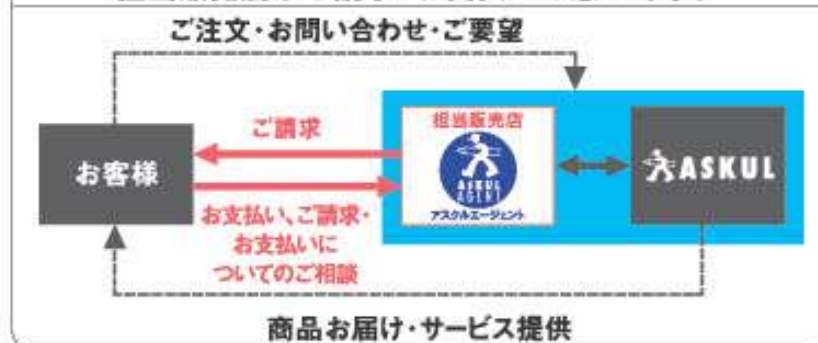 ご注文・お問い合わせ・ご要望
ご請求
担当販売店
お客様
ASKUL
AGENT
アスクルエージェント
ASKUL
お支払い、ご請求・
お支払いに
ついてのご相談
商品お届け・サービス提供